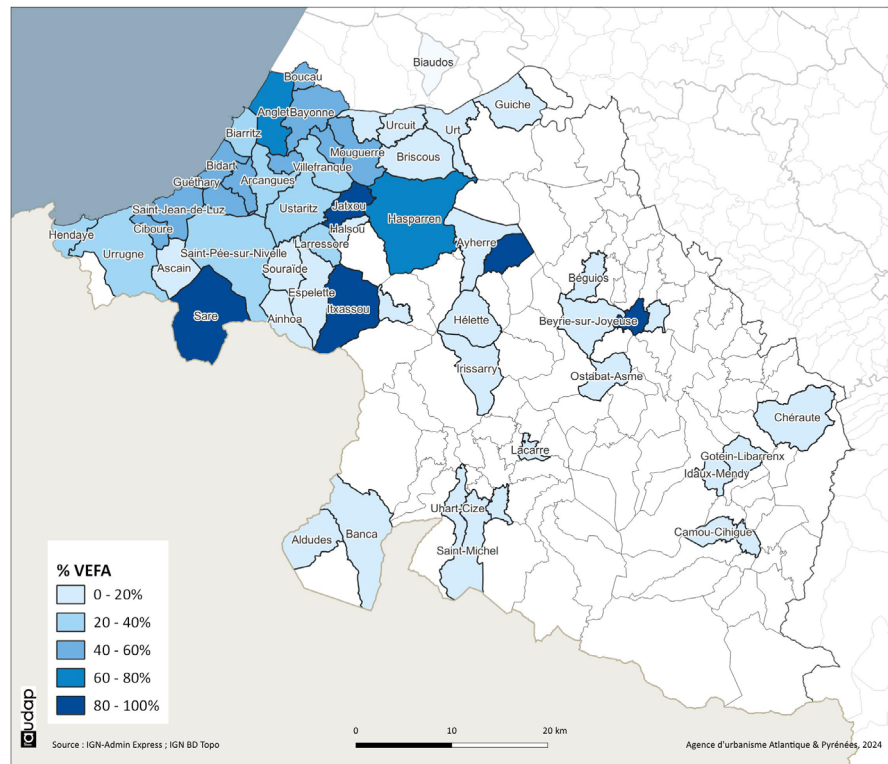 Biaudos
Boucau
Guiche
Anglet
Bayonne
Urcuit
Urt
Biarritz
Mouguerre
Briscous
Bidart
Villefranque
Guéthary
Arcangues
Saint-Jean-de-Luz
Ustaritz
Jatxou
Hasparren
Hendaye
Ciboure
Halsou
Urrugne
Saint-Pée-sur-Nivelle
Larressore
Ayherre
Ascain
Souraïde
Béguios
Espelette
Itxassou
Sare
Ainhoa
Hélette
Beyrie-sur-Joyeuse
Irissarry
Ostabat-Asme
Chéraute
Lacarre
Gotein-Libarrenx
Idaux-Mendy
Uhart-Cize
Camou-Cihigue
Aldudes
Banca
Saint-Michel
% VEFA
0 - 20%
20 - 40%
40 - 60%
60 - 80%
80 - 100%
audap
Source : IGN-Admin Express ; IGN BD Topo
0 10 20 km
Agence d'urbanisme Atlantique & Pyrénées, 2024